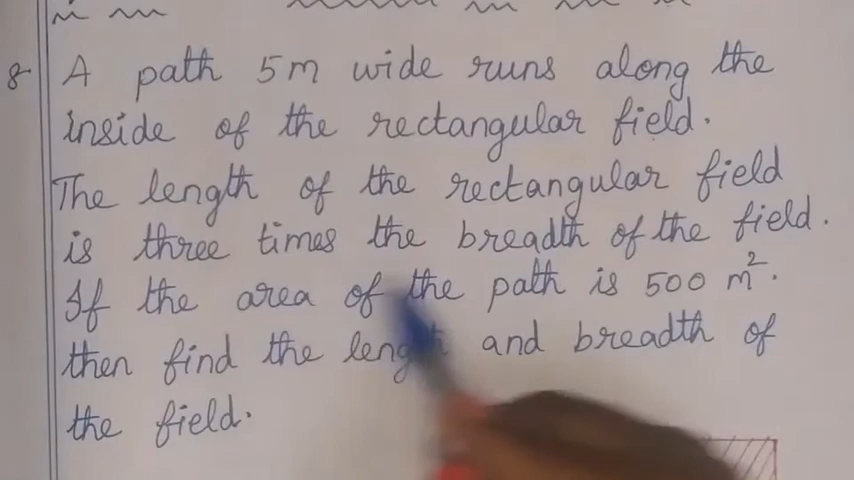 8 A path 5m wide runs along the
inside of the rectangular field.
The length of the rectangular field
is three times the breadth of the field.
If the area of the path is 500 m².
then find the length and breadth of
the field.